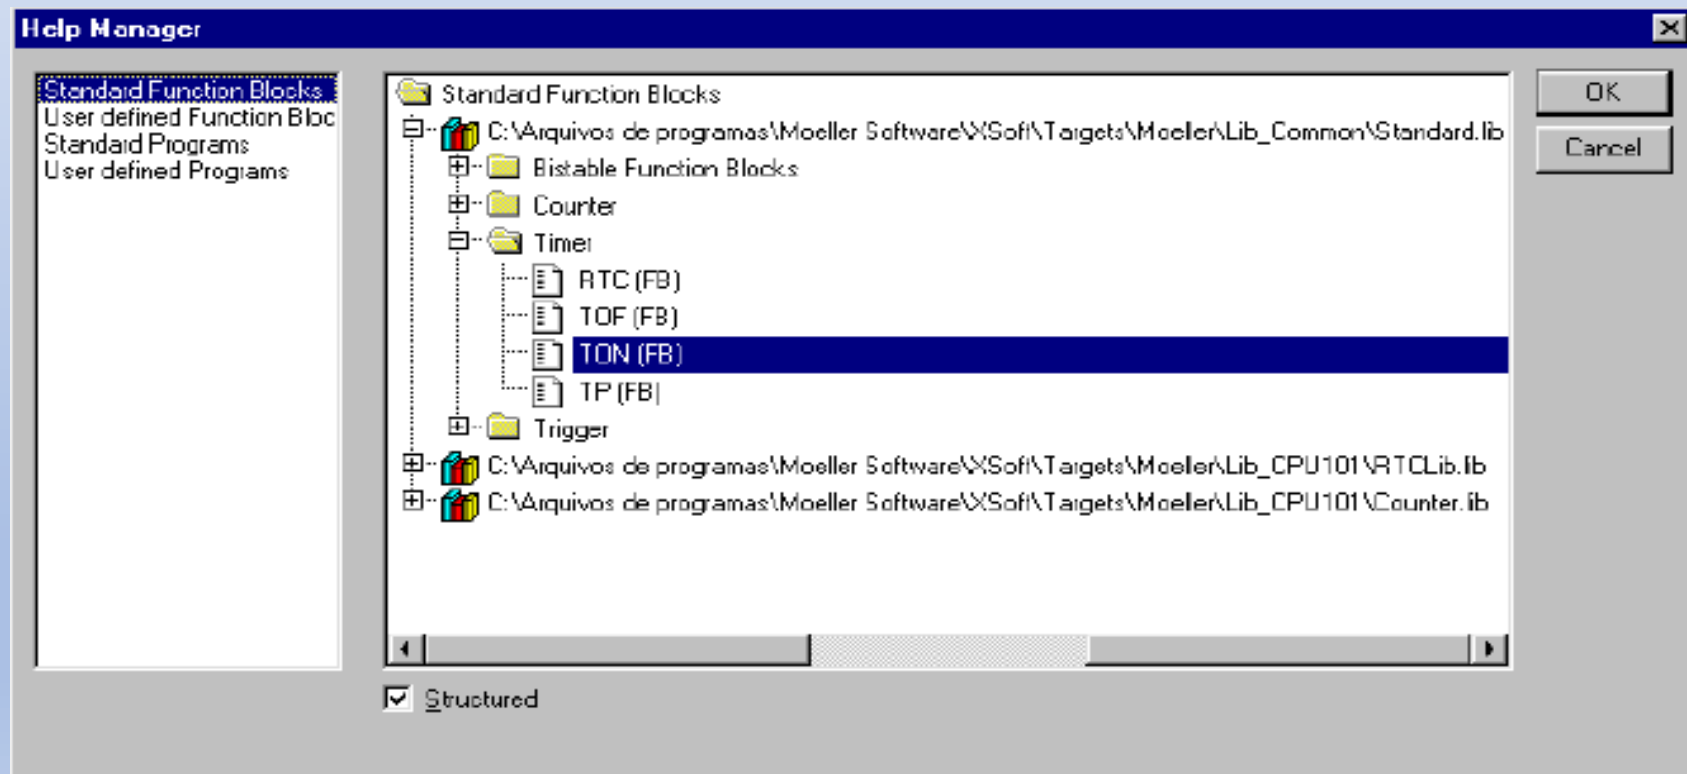 Help Manager
Standard Function Blocks
User defined Function Bloc
Standard Programs
User defined Programs
Standard Function Blocks
C:\Arquivos de programas\Moeller Software\XSoft\Targets\Moeller\Lib_Common\Standard.lib
Bistable Function Blocks
Counter
Timer
RTC (FB)
TOF (FB)
TON (FB)
TP (FB)
Trigger
C:\Arquivos de programas\Moeller Software\XSoft\Targets\Moeller\Lib_CPU101\RTCLib.lib
C:\Arquivos de programas\Moeller Software\XSoft\Targets\Moeller\Lib_CPU101\Counter.lib
OK
Cancel
Structured